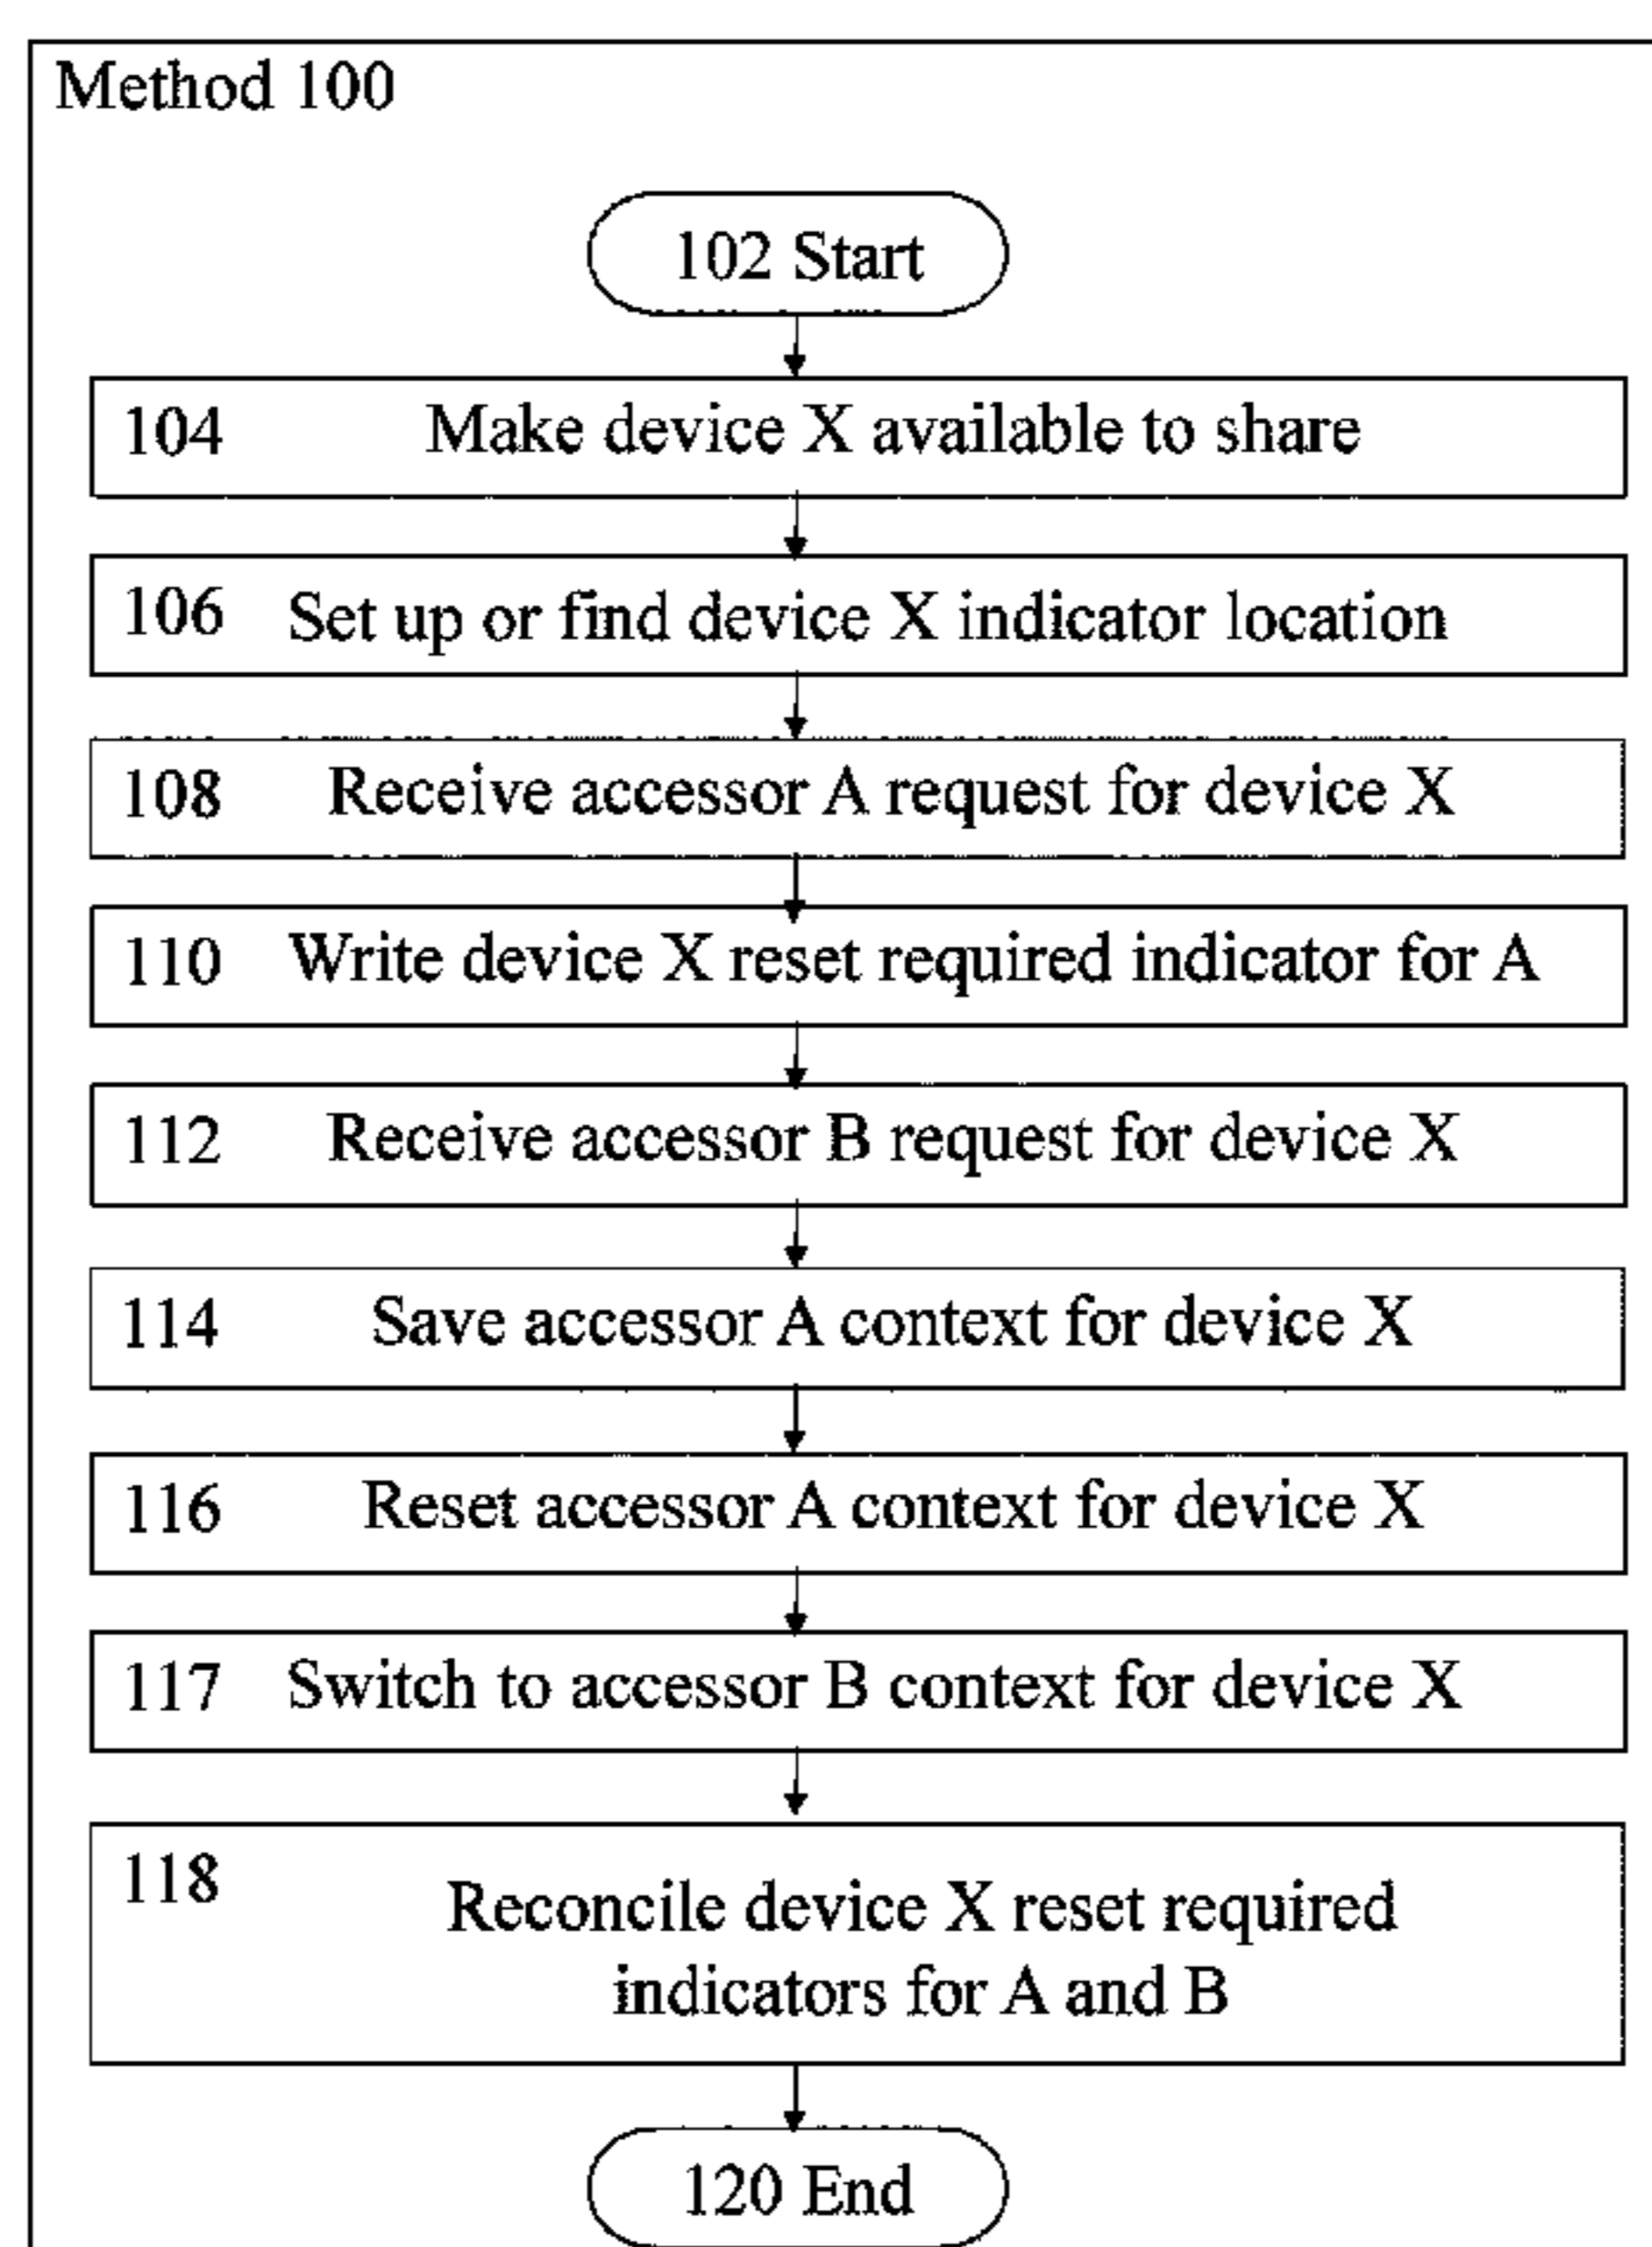 Method 100
102 Start
104 Make device X available to share
106 Set up or find device X indicator location
108 Receive accessor A request for device X
110 Write device X reset required indicator for A
112 Receive accessor B request for device X
114 Save accessor A context for device X
116 Reset accessor A context for device X
117 Switch to accessor B context for device X
118 Reconcile device X reset required
indicators for A and B
120 End